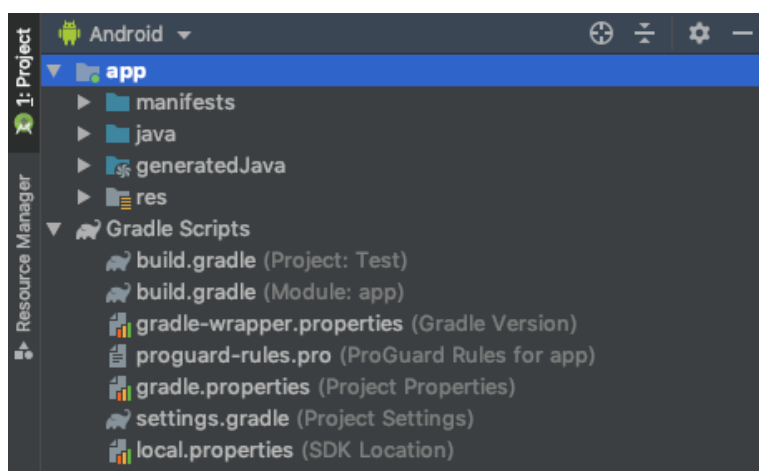 1: Project
Resource Manager
Android
app
manifests
java
generatedJava
res
Gradle Scripts
build.gradle (Project: Test)
build.gradle (Module: app)
gradle-wrapper.properties (Gradle Version)
proguard-rules.pro (ProGuard Rules for app)
gradle.properties (Project Properties)
settings.gradle (Project Settings)
local.properties (SDK Location)